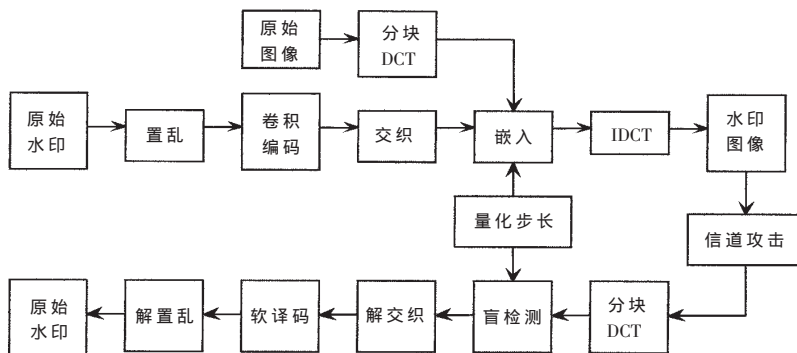 原始
图像
分块
DCT
原始
水印
置乱
卷积
编码
交织
嵌入
IDCT
水印
图像
量化步长
信道攻击
原始
水印
解置乱
软译码
解交织
盲检测
分块
DCT